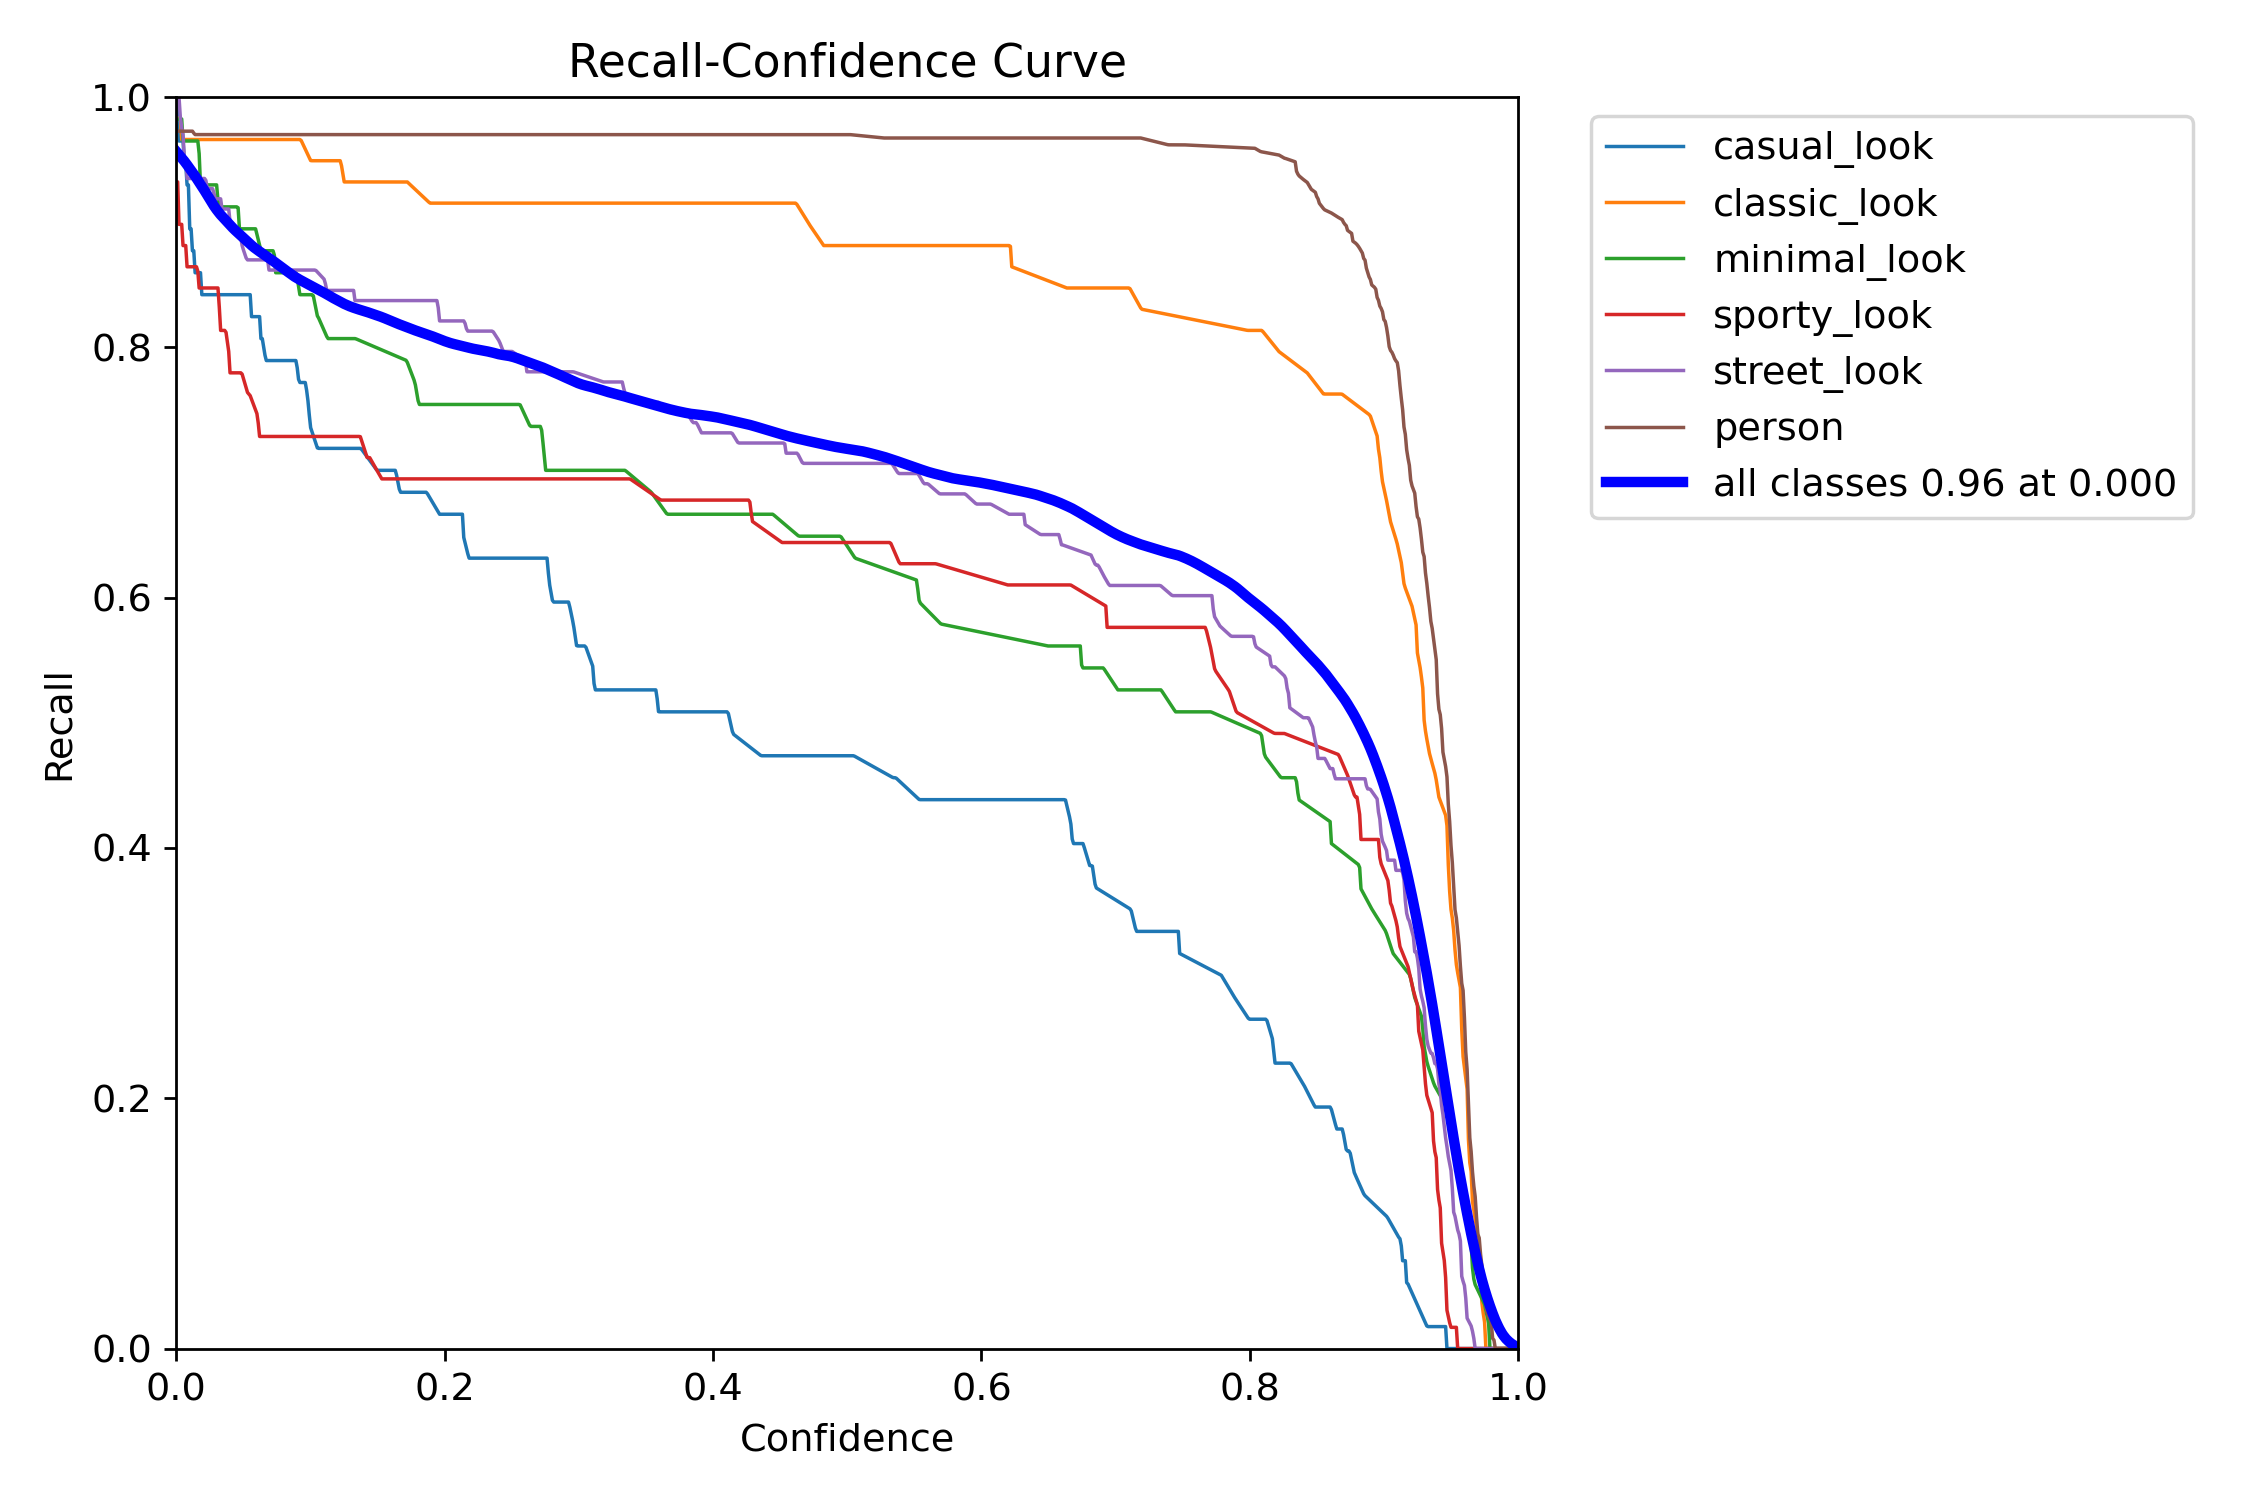 Recall-Confidence Curve
1.0
0.8
0.6
0.4
0.2
0.0
Recall
0.0 0.2 0.4 0.6 0.8 1.0
Confidence
casual_look
classic_look
minimal_look
sporty_look
street_look
person
all classes 0.96 at 0.000